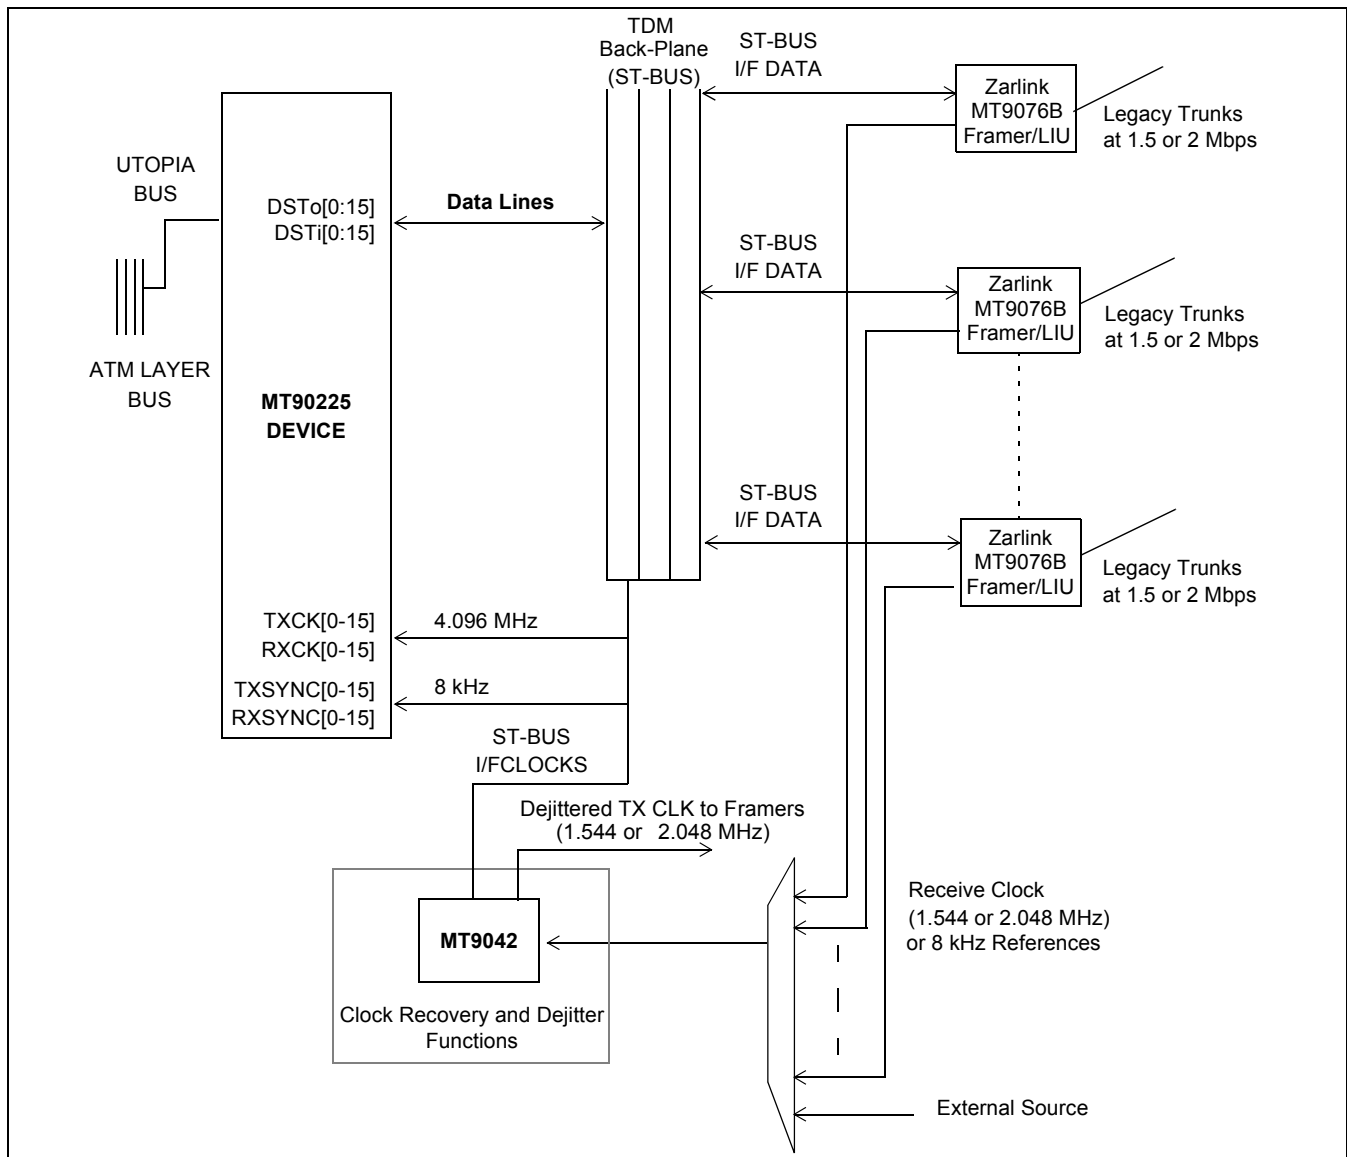 TDM
Back-Plane
(ST-BUS)
ST-BUS
I/F DATA
Zarlink
MT9076B
Framer/LIU
Legacy Trunks
at 1.5 or 2 Mbps
UTOPIA
BUS
DSTo[0:15]
DSTi[0:15]
Data Lines
ST-BUS
I/F DATA
Zarlink
MT9076B
Framer/LIU
Legacy Trunks
at 1.5 or 2 Mbps
ATM LAYER
BUS
MT90225
DEVICE
ST-BUS
I/F DATA
Zarlink
MT9076B
Framer/LIU
Legacy Trunks
at 1.5 or 2 Mbps
TXCK[0-15]
RXCK[0-15]
4.096 MHz
TXSYNC[0-15]
RXSYNC[0-15]
8 kHz
ST-BUS
I/FCLOCKS
Dejittered TX CLK to Framers
(1.544 or 2.048 MHz)
Receive Clock
(1.544 or 2.048 MHz)
or 8 kHz References
MT9042
Clock Recovery and Dejitter
Functions
External Source